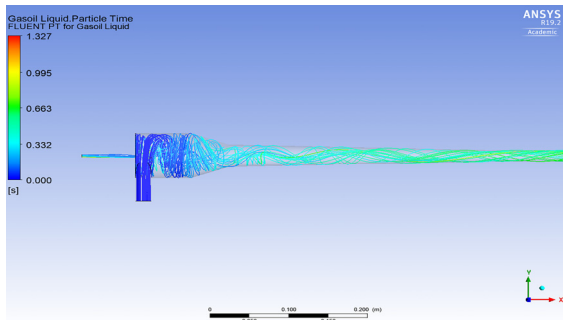 Gasoil Liquid.Particle Time
FLUENT PT for Gasoil Liquid
ANSYS
R19.2
Academic
1.327
0.995
0.663
0.332
0.000
[s]
Y
X
0 0.100 0.200 (m)